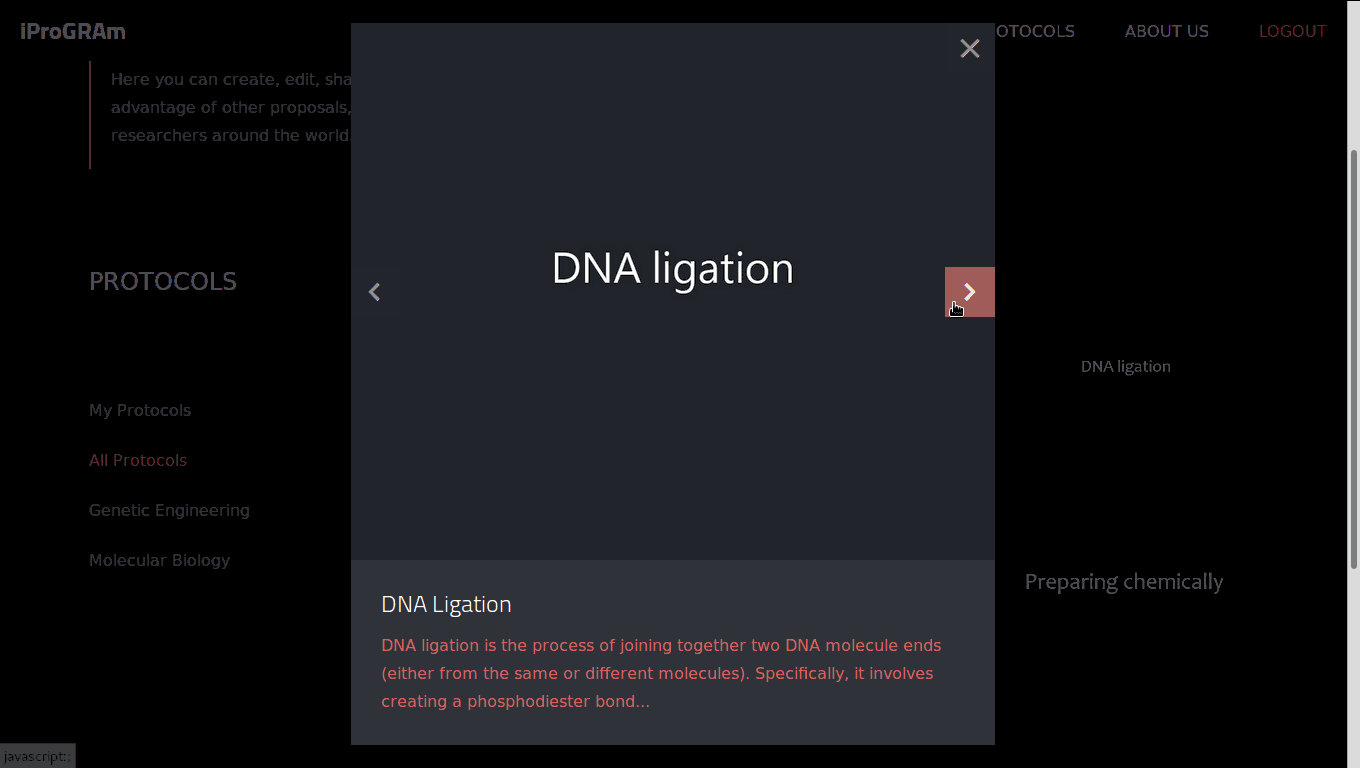 iProGRAm
OTOCOLS
ABOUT US
LOGOUT
Here you can create, edit, sha
advantage of other proposals,
researchers around the world.
PROTOCOLS
My Protocols
All Protocols
Genetic Engineering
Molecular Biology
DNA ligation
DNA Ligation
DNA ligation is the process of joining together two DNA molecule ends
(either from the same or different molecules). Specifically, it involves
creating a phosphodiester bond...
DNA ligation
Preparing chemically
javascript:;